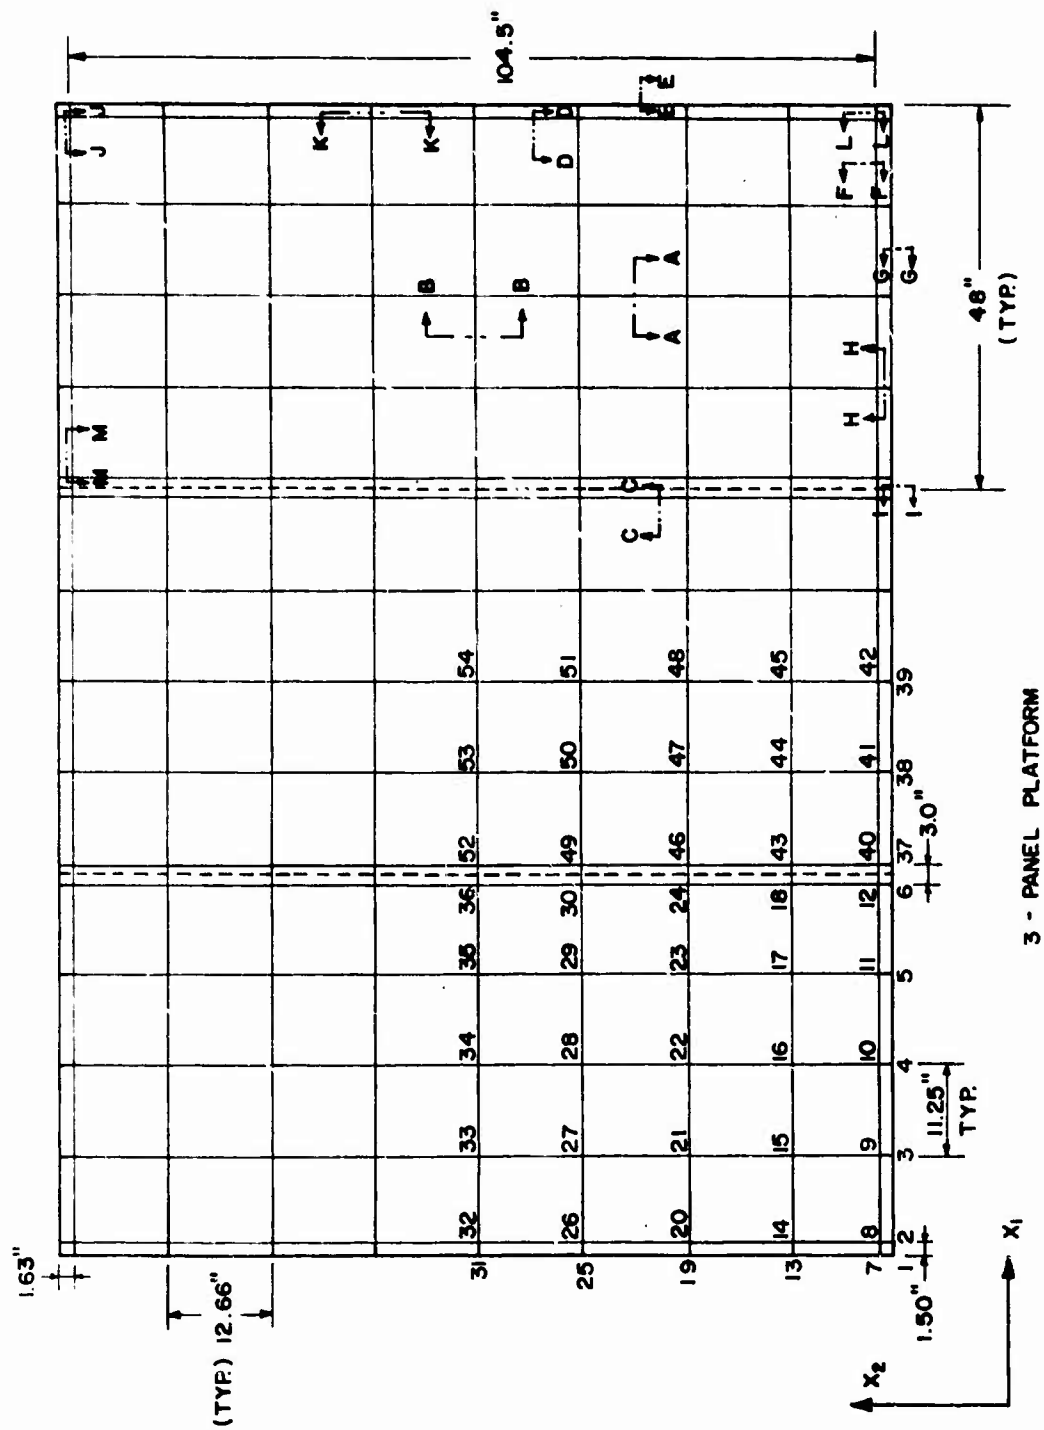 1.63"
104.5"
J J
K
K
D D
E E
(TYP.) 12.66"
M M
B
B
A A
C C
L
L
F
F
G
G
H H
I
I
48"
(TYP.)
31 32 33 34 35 36 52 53 54
25 26 27 28 29 30 49 50 51
19 20 21 22 23 24 46 47 48
13 14 15 16 17 18 43 44 45
7 8 9 10 11 12 40 41 42
1 2 3 4 5 6 37 38 39
1.50"
11.25"
TYP.
3.0"
X2
X1
3 - PANEL PLATFORM